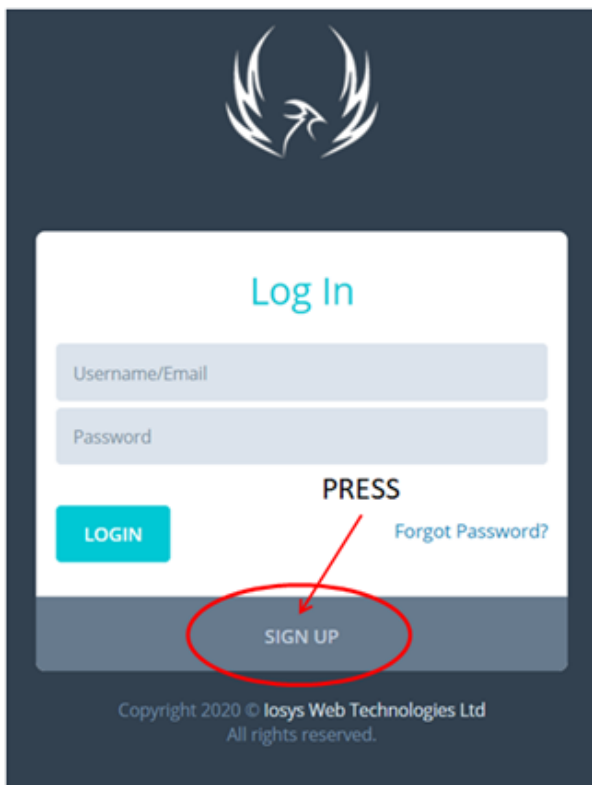 Log In
Username/Email
Password
PRESS
LOGIN
Forgot Password?
SIGN UP
Copyright 2020 © Iosys Web Technologies Ltd
All rights reserved.